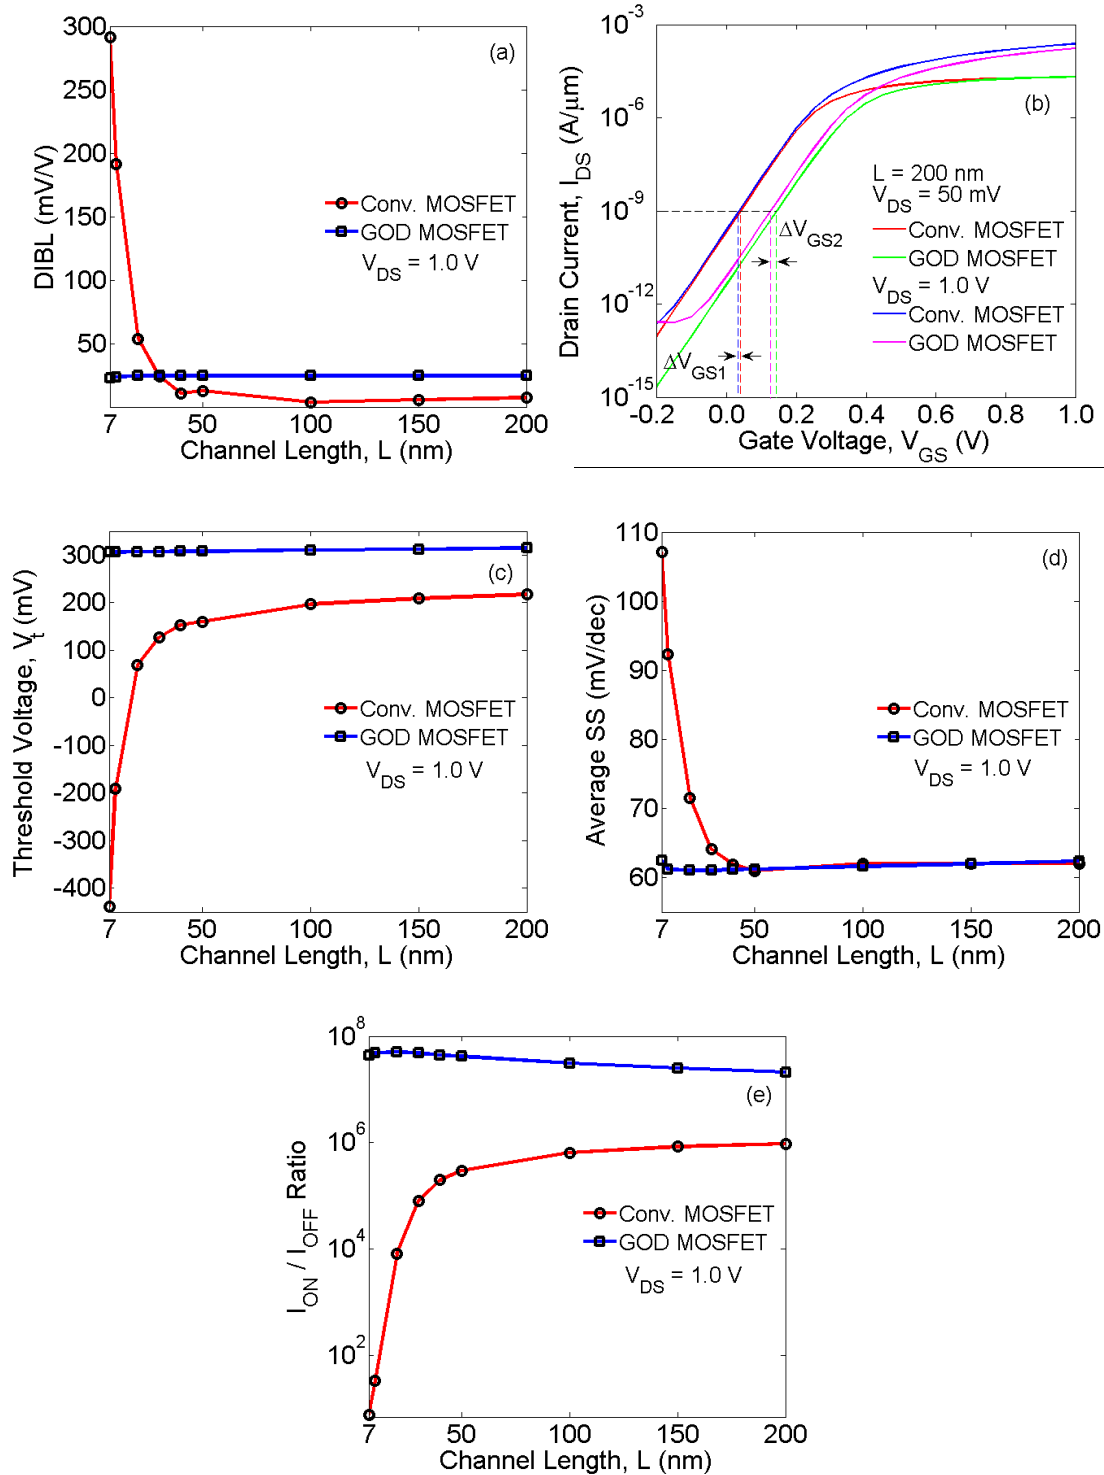 (a)
DIBL (mV/V)
350
300
250
200
150
100
50
Conv. MOSFET
GOD MOSFET
V_DS = 1.0 V
7 50 100 150 200
Channel Length, L (nm)
(b)
Drain Current, I_DS (A/μm)
10^-3
10^-6
10^-9
10^-12
10^-15
L = 200 nm
V_DS = 50 mV
Conv. MOSFET
GOD MOSFET
V_DS = 1.0 V
Conv. MOSFET
GOD MOSFET
ΔV_GS2
ΔV_GS1
-0.2 0.0 0.2 0.4 0.6 0.8 1.0
Gate Voltage, V_GS (V)
(c)
Threshold Voltage, V_t (mV)
300
200
100
0
-100
-200
-300
-400
Conv. MOSFET
GOD MOSFET
V_DS = 1.0 V
7 50 100 150 200
Channel Length, L (nm)
(d)
Average SS (mV/dec)
110
100
90
80
70
60
Conv. MOSFET
GOD MOSFET
V_DS = 1.0 V
7 50 100 150 200
Channel Length, L (nm)
(e)
I_ON / I_OFF Ratio
10^8
10^6
10^4
10^2
Conv. MOSFET
GOD MOSFET
V_DS = 1.0 V
7 50 100 150 200
Channel Length, L (nm)